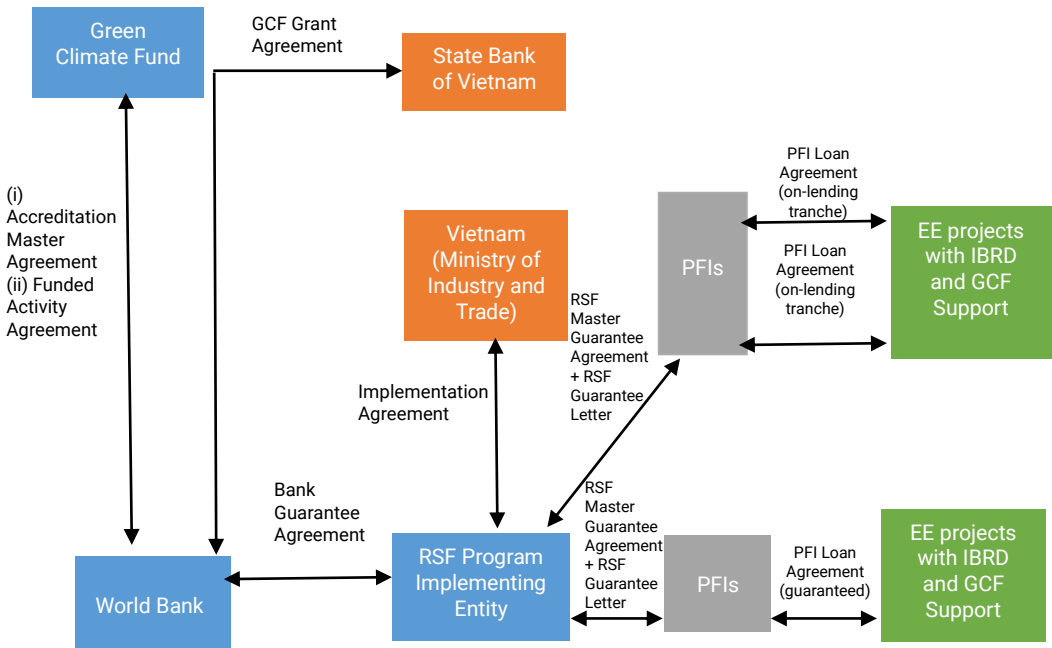 Green
Climate Fund
GCF Grant
Agreement
State Bank
of Vietnam
(i)
Accreditation
Master
Agreement
(ii) Funded
Activity
Agreement
Vietnam
(Ministry of
Industry and
Trade)
PFIs
PFI Loan
Agreement
(on-lending
tranche)
PFI Loan
Agreement
(on-lending
tranche)
EE projects
with IBRD
and GCF
Support
RSF
Master
Guarantee
Agreement
+ RSF
Guarantee
Letter
Implementation
Agreement
Bank
Guarantee
Agreement
World Bank
RSF Program
Implementing
Entity
RSF
Master
Guarantee
Agreement
+ RSF
Guarantee
Letter
PFIs
PFI Loan
Agreement
(guaranteed)
EE projects
with IBRD
and GCF
Support